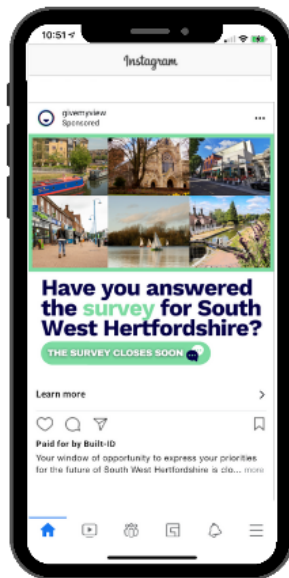 10:51
Instagram
givemyview
Sponsored
Have you answered
the survey for South
West Hertfordshire?
THE SURVEY CLOSES SOON
Learn more
Paid for by Built-ID
Your window of opportunity to express your priorities
for the future of South West Hertfordshire is clo... more